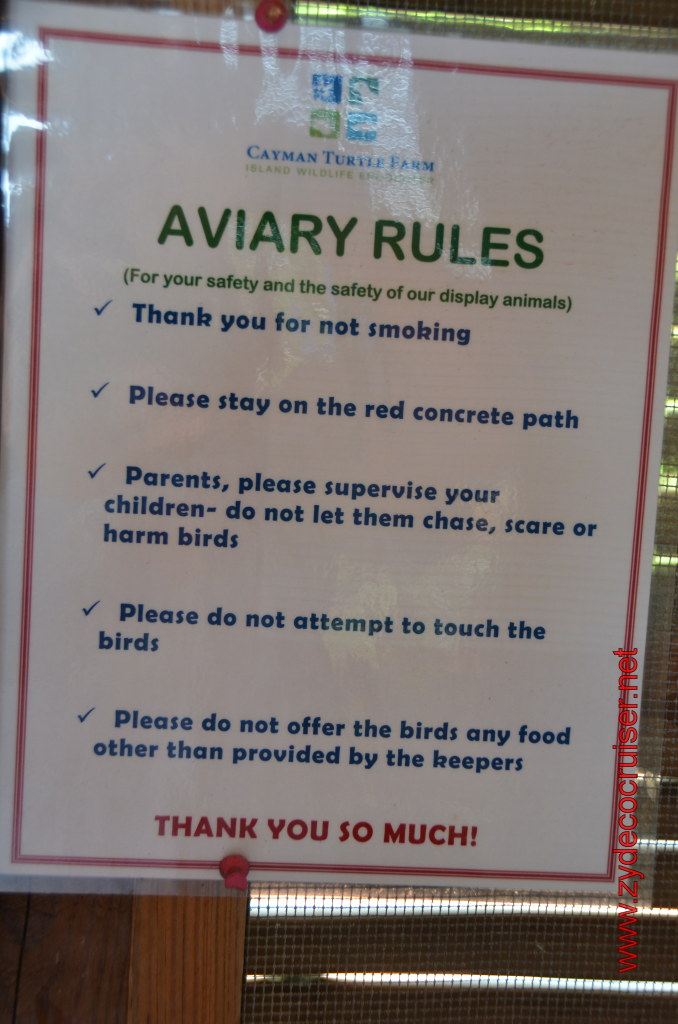 CAYMAN TURTLE FARM
ISLAND WILDLIFE ENCOUNTER
AVIARY RULES
(For your safety and the safety of our display animals)
✓ Thank you for not smoking
✓ Please stay on the red concrete path
✓ Parents, please supervise your
children- do not let them chase, scare or
harm birds
✓ Please do not attempt to touch the
birds
✓ Please do not offer the birds any food
other than provided by the keepers
THANK YOU SO MUCH!
www.zydecocruiser.net